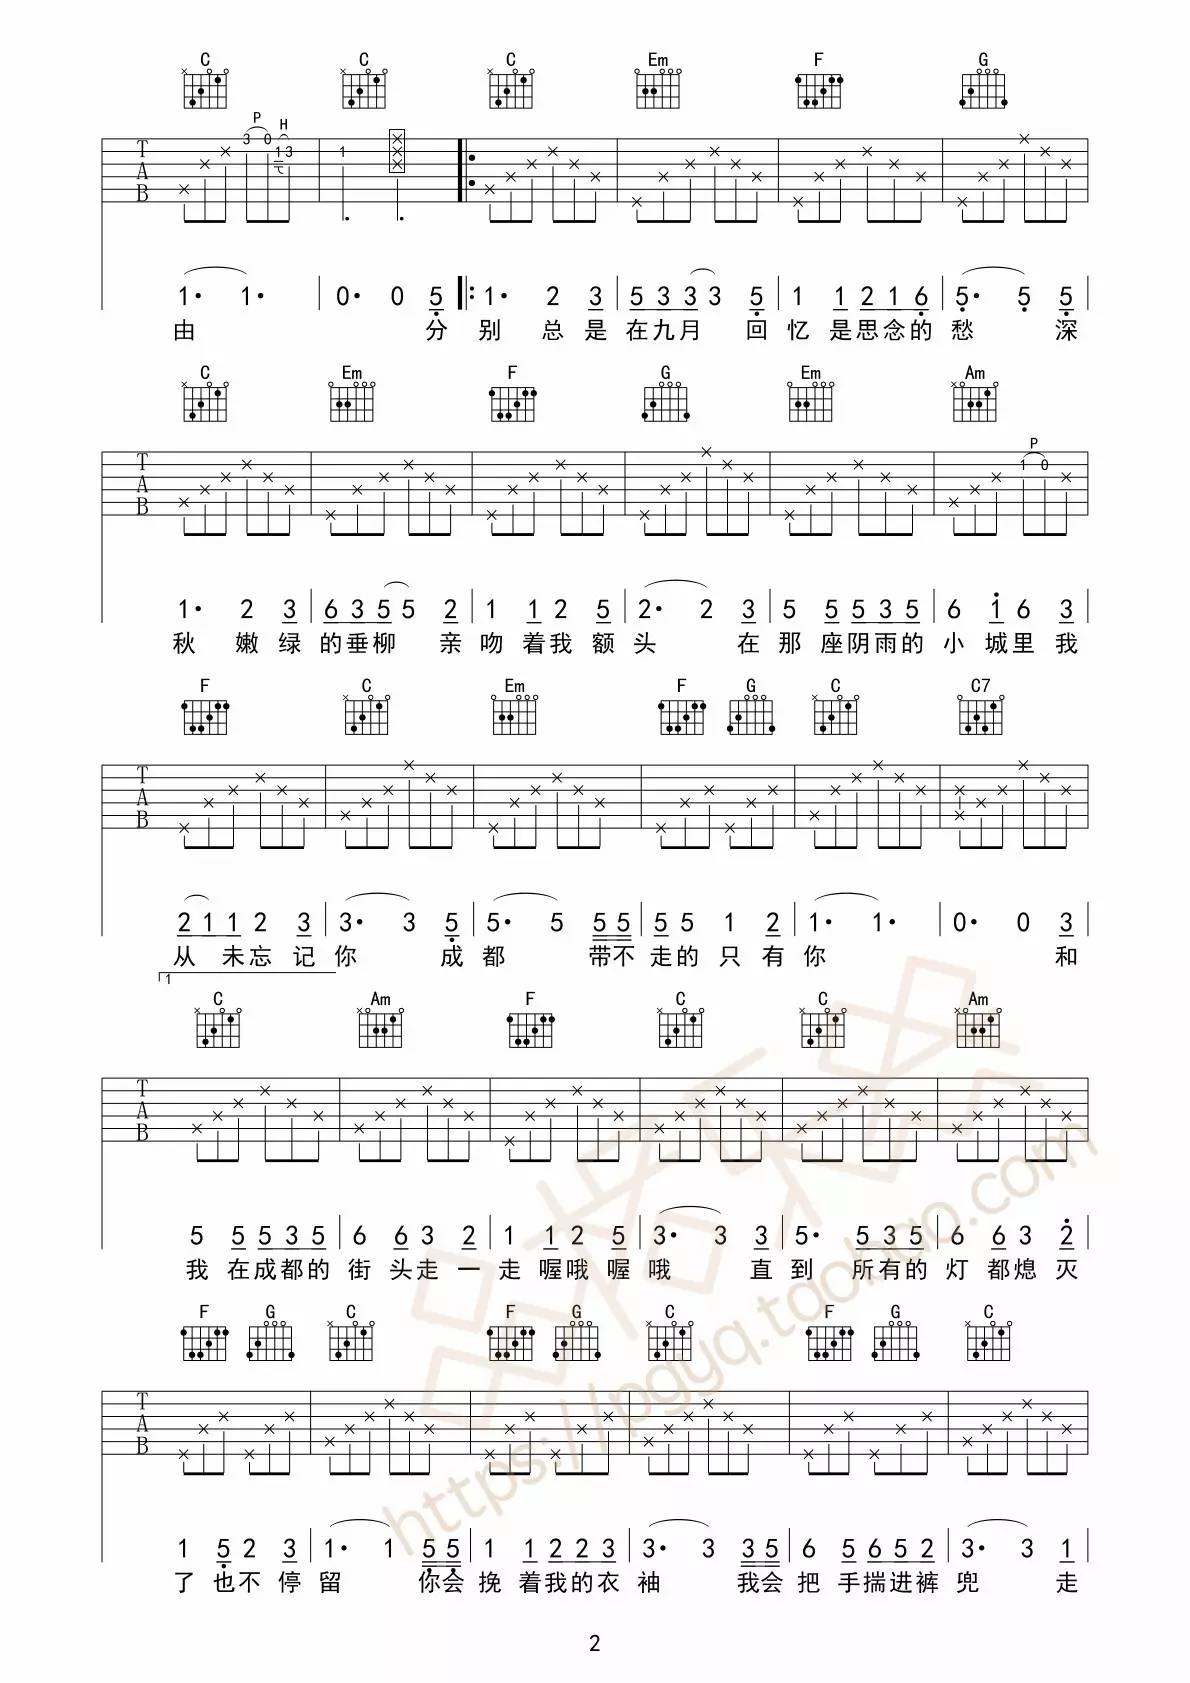 C C C Em F G
P H
3 0 1 3 1
T A B
1· 1· 0· 0 5 1· 2 3 5 3 3 3 5 1 1 2 1 6 5· 5 5
由 分 别 总 是 在 九 月 回 忆 是 思 念 的 愁 深
C Em F G Em Am
P
1 0
T A B
1· 2 3 6 3 5 5 2 1 1 2 5 2· 2 3 5 5 5 3 5 6 1 6 3
秋 嫩 绿 的 垂 柳 亲 吻 着 我 额 头 在 那 座 阴 雨 的 小 城 里 我
F C Em F G C C7
T A B
2 1 1 2 3 3· 3 5 5· 5 5 5 5 5 1 2 1· 1· 0· 0 3
从 未 忘 记 你 成 都 带 不 走 的 只 有 你 和
1
C Am F C C Am
T A B
5 5 5 3 5 6 6 3 2 1 1 2 5 3· 3 3 5· 5 3 5 6 6 3 2
我 在 成 都 的 街 头 走 一 走 喔 哦 喔 哦 直 到 所 有 的 灯 都 熄 灭
F G C F G C F G C
T A B
1 5 2 3 1· 1 5 5 1 1 2 2 3 3· 3 3 5 5 5 6 5 2 3· 3 1
了 也 不 停 留 你 会 挽 着 我 的 衣 袖 我 会 把 手 揣 进 裤 兜 走
https://pgyq.taobao.com
2